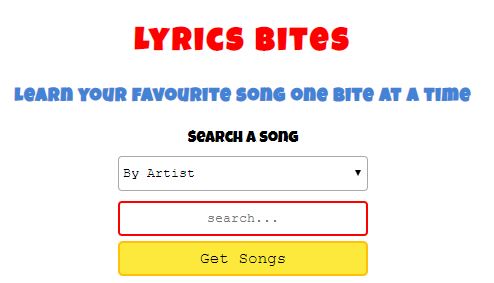 Lyrics Bites
Learn your favourite song one bite at a time
Search a song
By Artist
search...
Get Songs